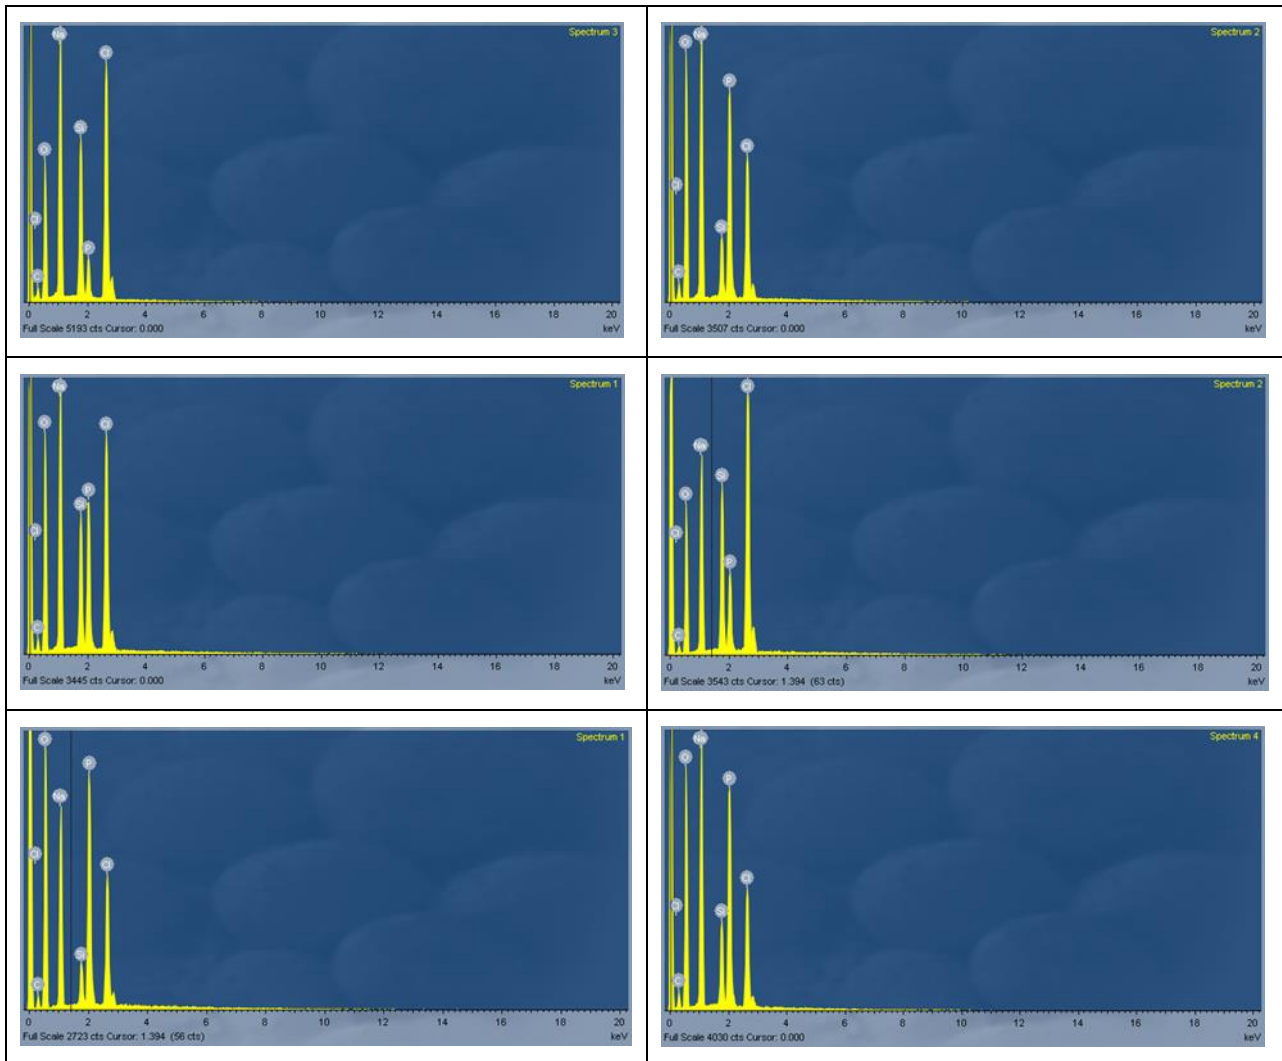 Spectrum 3
Na
Cl
Si
O
Cl
P
C
0 2 4 6 8 10 12 14 16 18 20
Full Scale 5193 cts Cursor: 0.000 keV
Spectrum 2
O Na
P
Cl
Cl
Si
C
0 2 4 6 8 10 12 14 16 18 20
Full Scale 3507 cts Cursor: 0.000 keV
Spectrum 1
Na
O Cl
P
Si
Cl
C
0 2 4 6 8 10 12 14 16 18 20
Full Scale 3445 cts Cursor: 0.000 keV
Spectrum 2
Cl
Na
Si
O
Cl
P
C
0 2 4 6 8 10 12 14 16 18 20
Full Scale 3543 cts Cursor: 1.394 (63 cts) keV
Spectrum 1
O
P
Na
Cl
Cl
Si
C
0 2 4 6 8 10 12 14 16 18 20
Full Scale 2723 cts Cursor: 1.394 (56 cts) keV
Spectrum 4
Na
O
P
Cl
Cl
Si
C
0 2 4 6 8 10 12 14 16 18 20
Full Scale 4030 cts Cursor: 0.000 keV